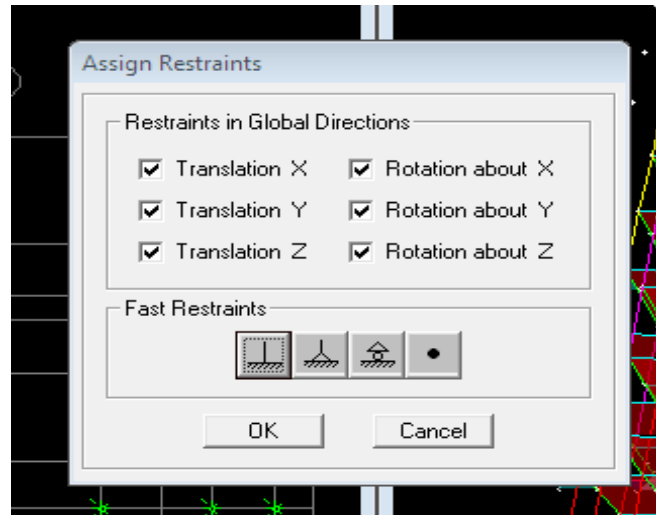 Assign Restraints
Restraints in Global Directions
Translation X Rotation about X
Translation Y Rotation about Y
Translation Z Rotation about Z
Fast Restraints
OK Cancel